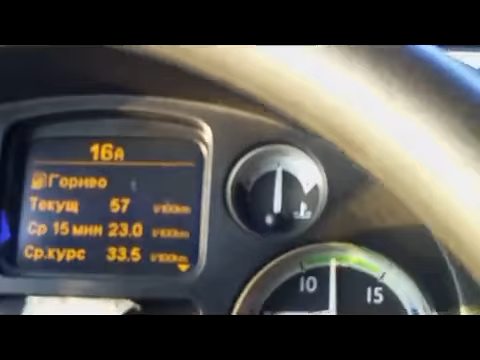 16A
Гориво
Текущ 57 l/100km
Ср 15 мин 23.0 l/100km
Ср.курс 33.5 l/100km
10 15